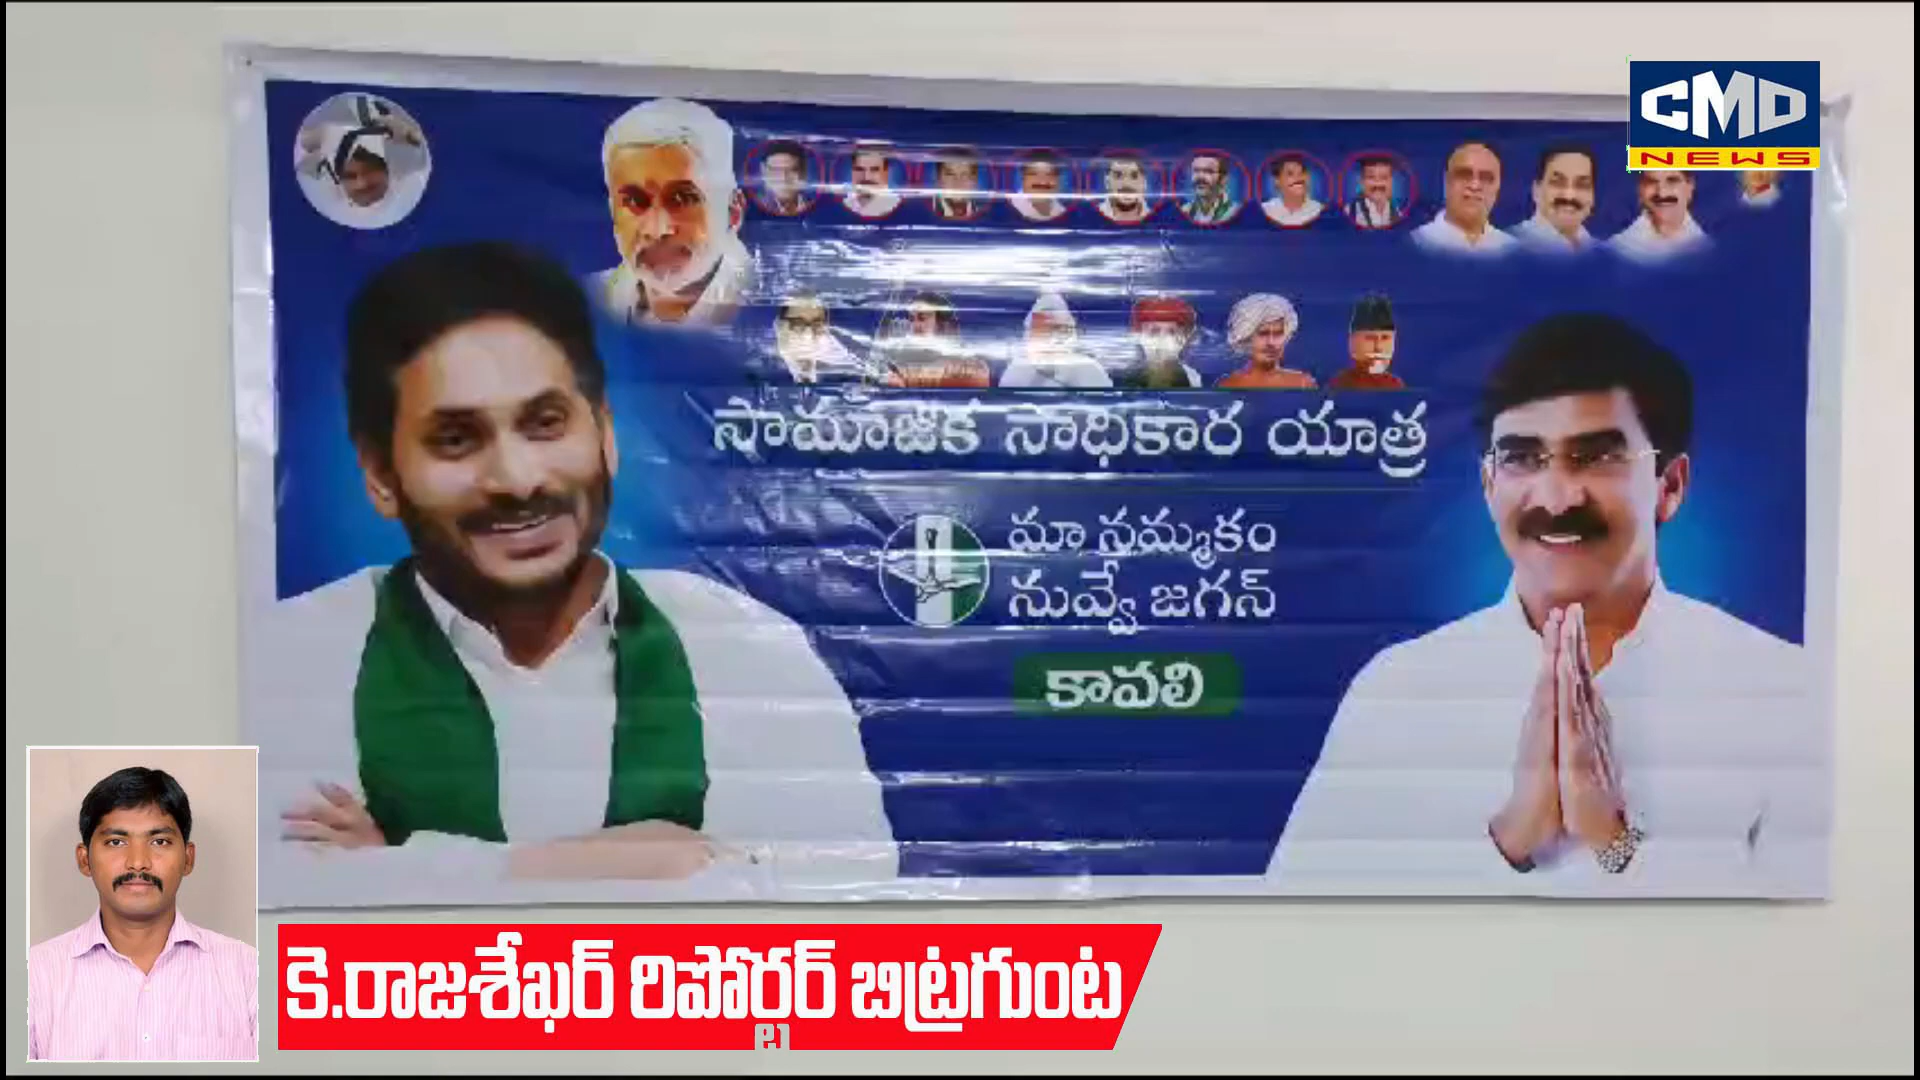 CMD
NEWS
సామాజిక సాధికార యాత్ర
మా నమ్మకం
నువ్వే జగన్
కావలి
కె.రాజశేఖర్ రిపోర్టర్ బిట్రగుంట